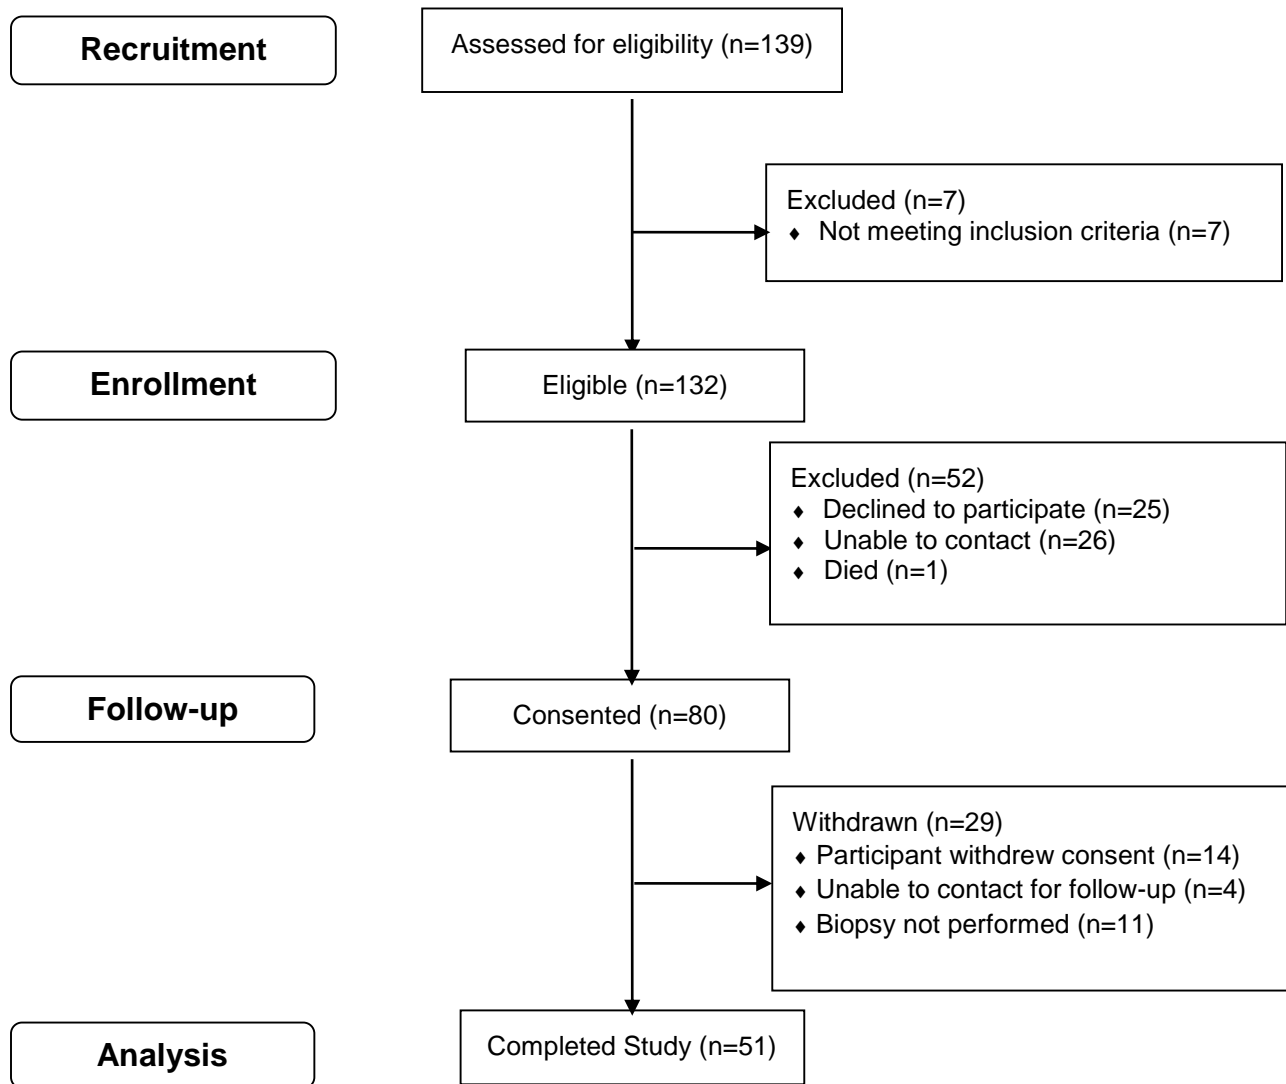 Recruitment
Assessed for eligibility (n=139)
Excluded (n=7)
♦ Not meeting inclusion criteria (n=7)
Enrollment
Eligible (n=132)
Excluded (n=52)
♦ Declined to participate (n=25)
♦ Unable to contact (n=26)
♦ Died (n=1)
Follow-up
Consented (n=80)
Withdrawn (n=29)
♦ Participant withdrew consent (n=14)
♦ Unable to contact for follow-up (n=4)
♦ Biopsy not performed (n=11)
Analysis
Completed Study (n=51)